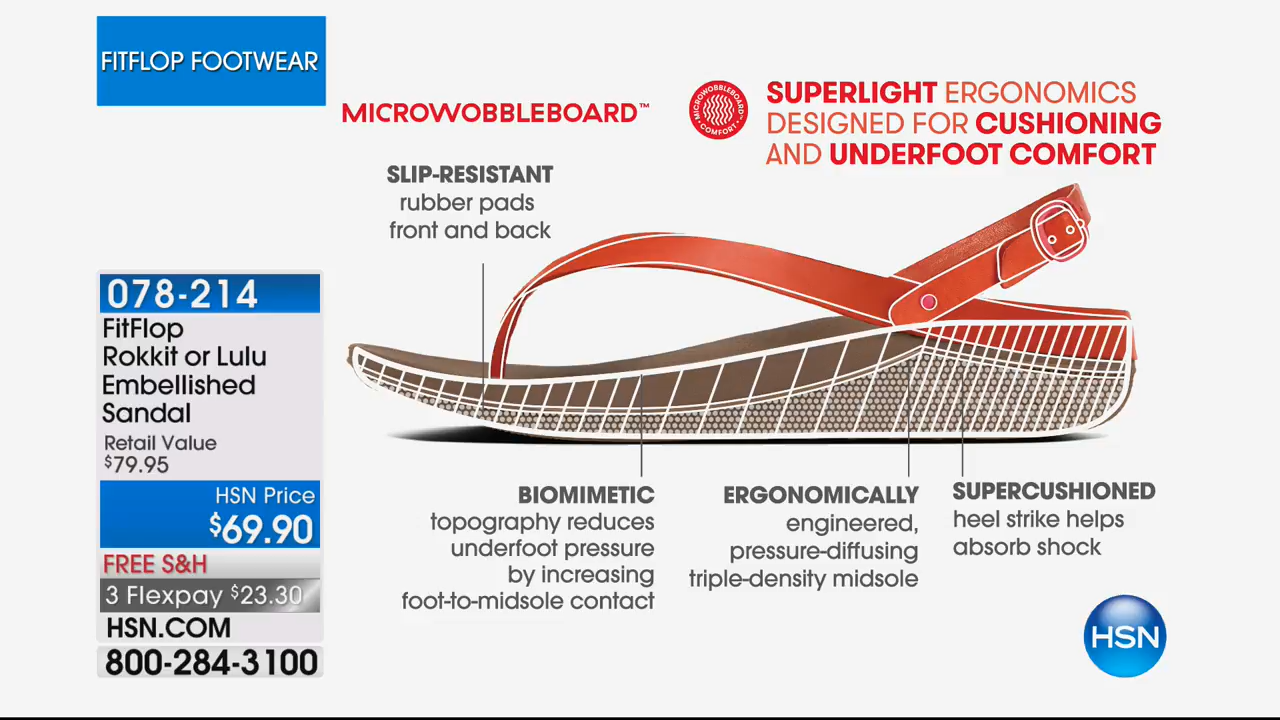 FITFLOP FOOTWEAR
MICROWOBBLEBOARD™
MICROWOBBLEBOARD
COMFORT
SUPERLIGHT ERGONOMICS
DESIGNED FOR CUSHIONING
AND UNDERFOOT COMFORT
SLIP-RESISTANT
rubber pads
front and back
078-214
FitFlop
Rokkit or Lulu
Embellished
Sandal
Retail Value
$79.95
HSN Price
$69.90
FREE S&H
3 Flexpay $23.30
HSN.COM
800-284-3100
BIOMIMETIC
topography reduces
underfoot pressure
by increasing
foot-to-midsole contact
ERGONOMICALLY
engineered,
pressure-diffusing
triple-density midsole
SUPERCUSHIONED
heel strike helps
absorb shock
HSN